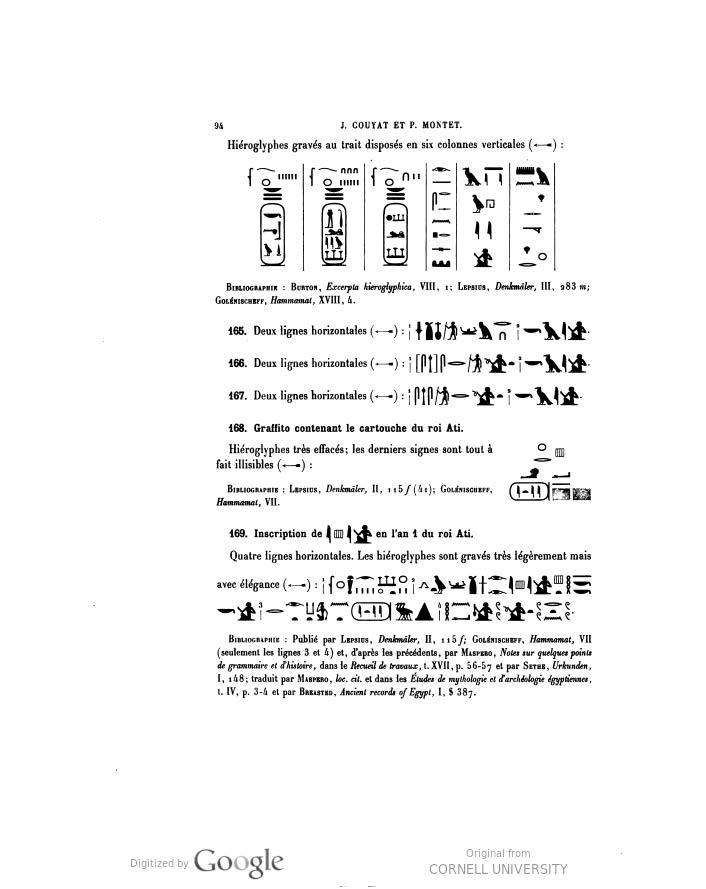 94
J. COUYAT ET P. MONTET.
Hiéroglyphes gravés au trait disposés en six colonnes verticales (←) :
BIBLIOGRAPHIE : BURTON, Excerpta hieroglyphica, VIII, 1; LEPSIUS, Denkmäler, III, 283 m;
GOLÉNISCHEFF, Hammamat, XVIII, 4.
165. Deux lignes horizontales (←) :
166. Deux lignes horizontales (←) :
167. Deux lignes horizontales (←) :
168. Graffito contenant le cartouche du roi Ati.
Hiéroglyphes très effacés; les derniers signes sont tout à
fait illisibles (←) :
BIBLIOGRAPHIE : LEPSIUS, Denkmäler, II, 115 f (41); GOLÉNISCHEFF,
Hammamat, VII.
169. Inscription de en l'an 1 du roi Ati.
Quatre lignes horizontales. Les hiéroglyphes sont gravés très légèrement mais
avec élégance (←) :
BIBLIOGRAPHIE : Publié par LEPSIUS, Denkmäler, II, 115 f; GOLÉNISCHEFF, Hammamat, VII
(seulement les lignes 3 et 4) et, d'après les précédents, par MASPERO, Notes sur quelques points
de grammaire et d'histoire, dans le Recueil de travaux, t. XVII, p. 56-57 et par SETHE, Urkunden,
I, 148; traduit par MASPERO, loc. cit. et dans les Études de mythologie et d'archéologie égyptiennes,
t. IV, p. 3-4 et par BREASTED, Ancient records of Egypt, I, § 387.
Digitized by Google
Original from
CORNELL UNIVERSITY